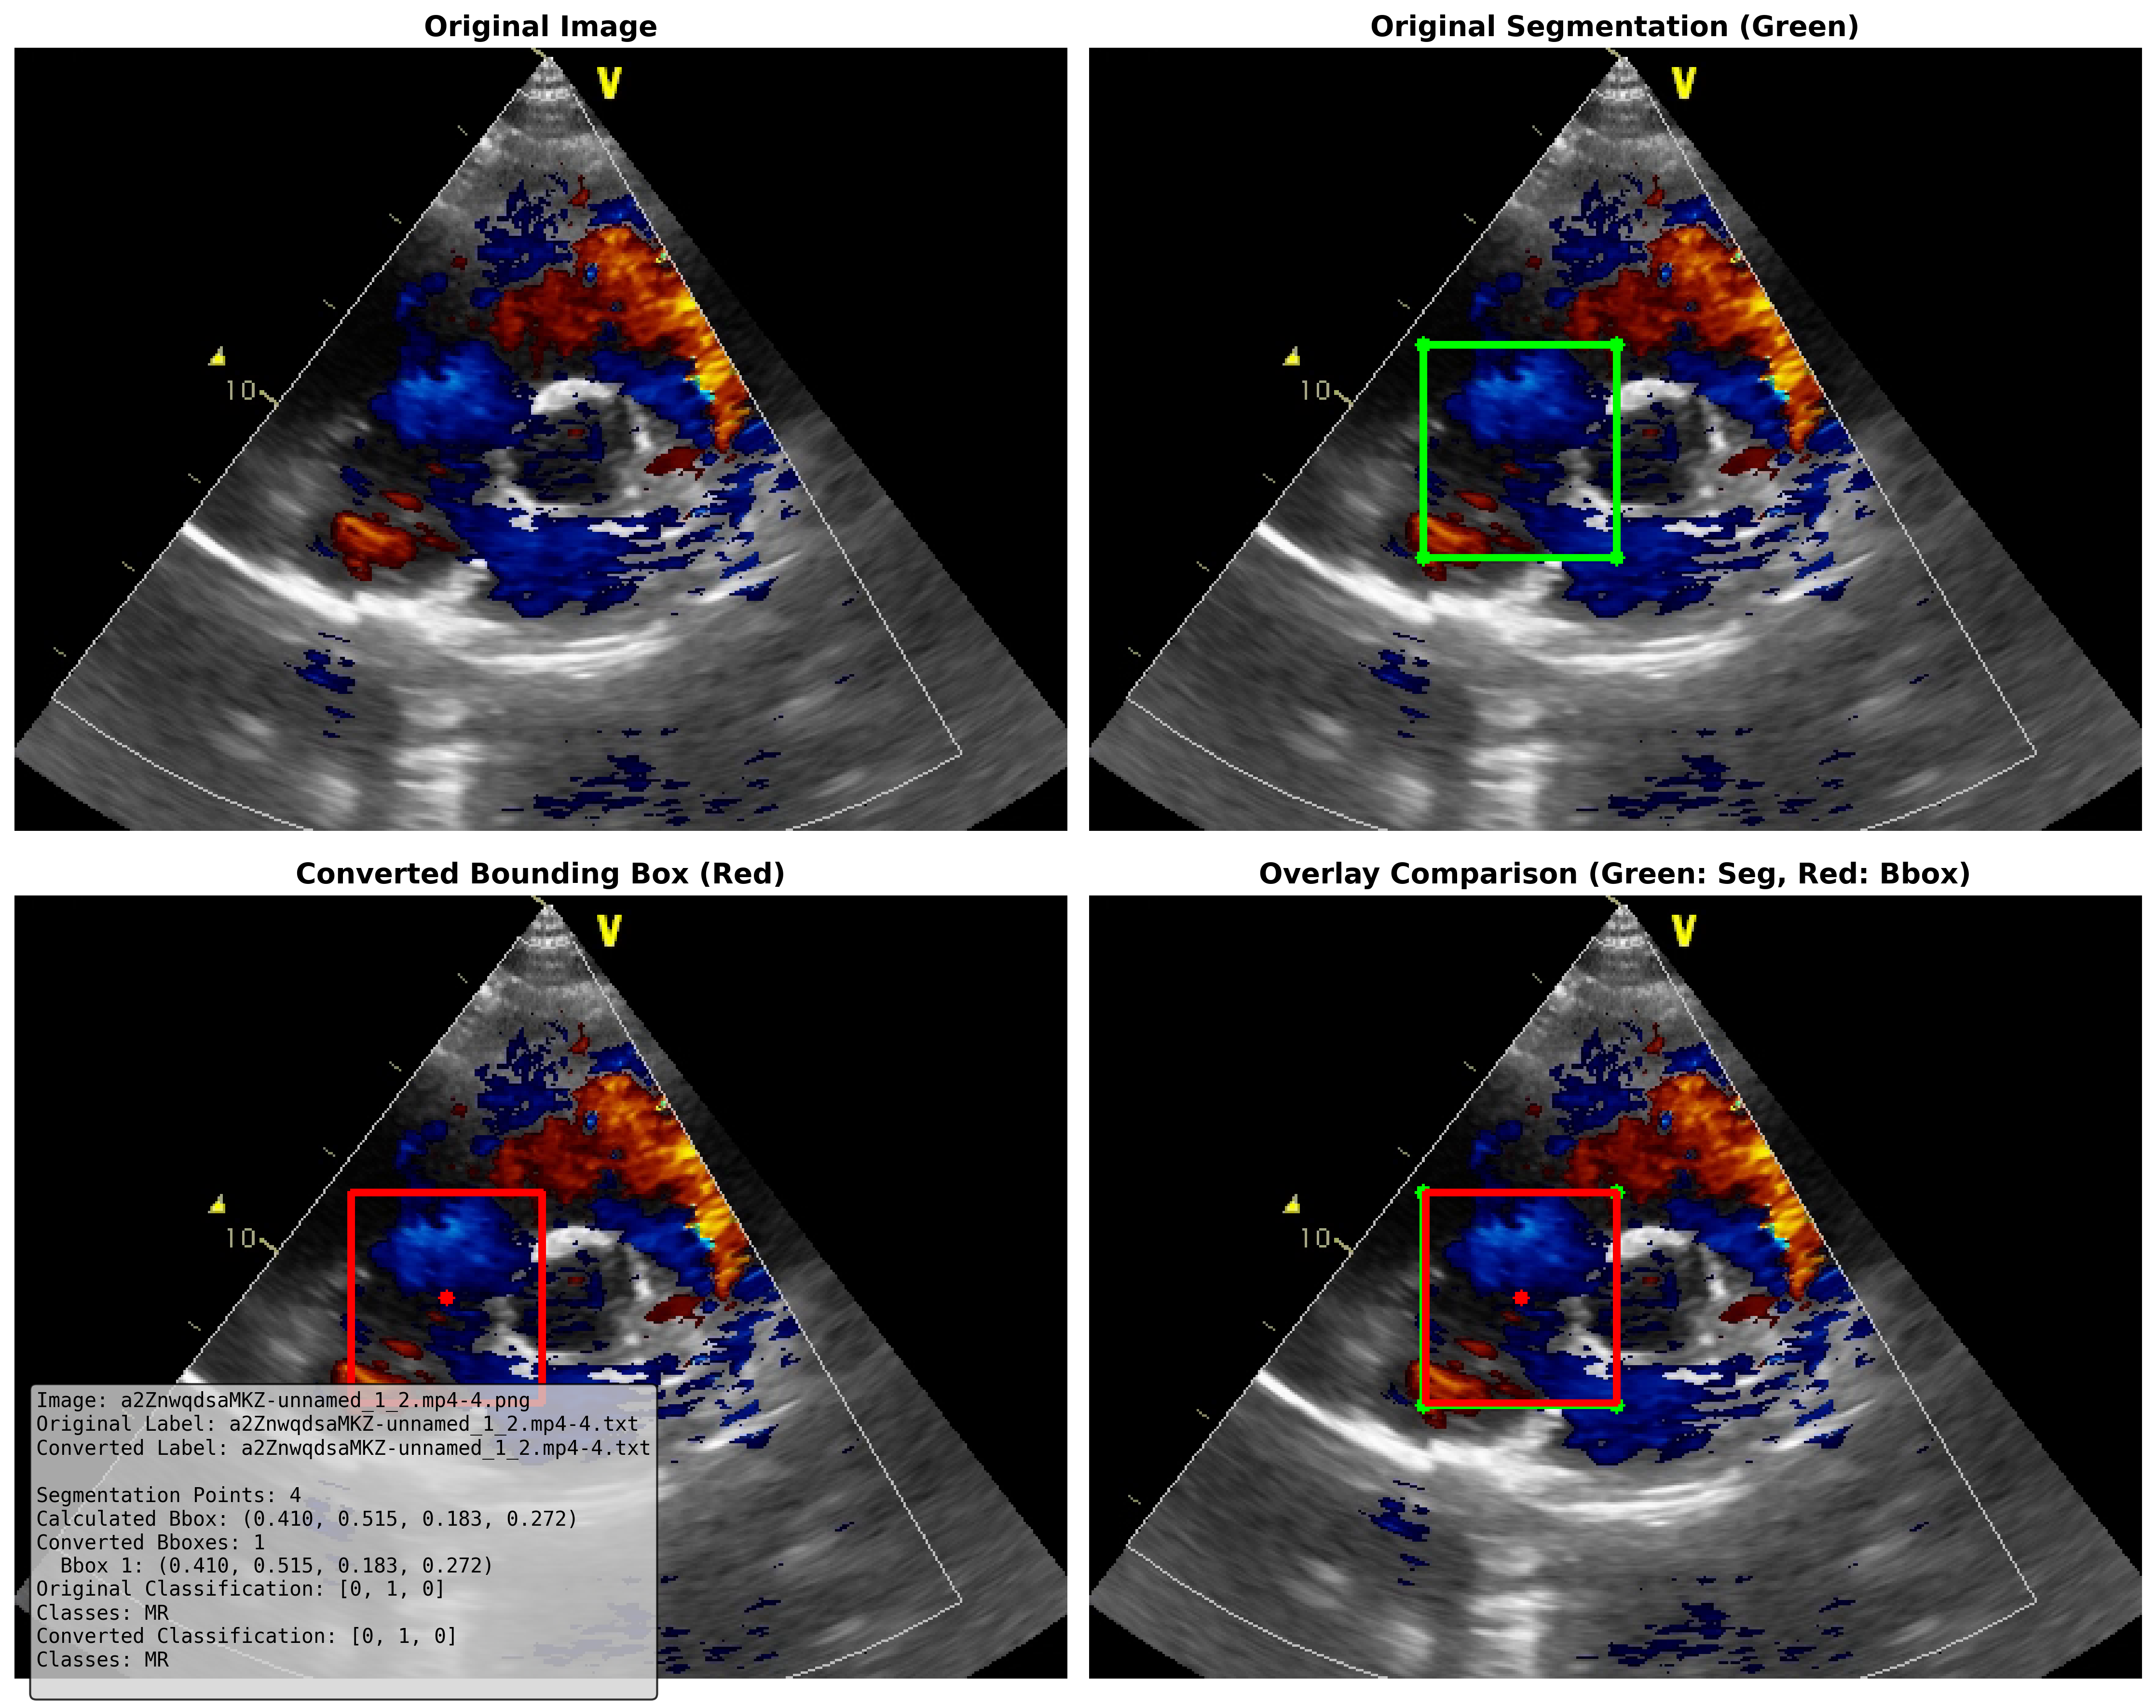 Original Image
Original Segmentation (Green)
V
10
V
10
Converted Bounding Box (Red)
Overlay Comparison (Green: Seg, Red: Bbox)
V
10
V
10
Image: a2ZnwqdsaMKZ-unnamed_1_2.mp4-4.png
Original Label: a2ZnwqdsaMKZ-unnamed_1_2.mp4-4.txt
Converted Label: a2ZnwqdsaMKZ-unnamed_1_2.mp4-4.txt
Segmentation Points: 4
Calculated Bbox: (0.410, 0.515, 0.183, 0.272)
Converted Bboxes: 1
Bbox 1: (0.410, 0.515, 0.183, 0.272)
Original Classification: [0, 1, 0]
Classes: MR
Converted Classification: [0, 1, 0]
Classes: MR